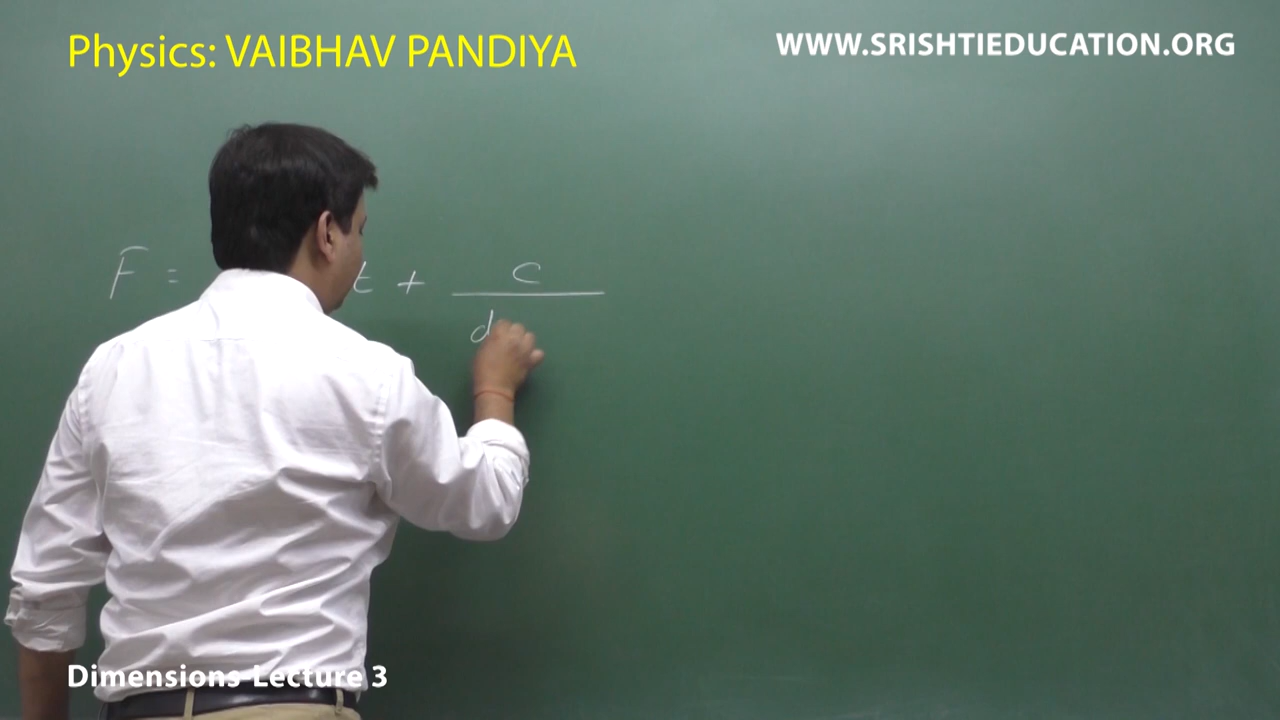 Physics: VAIBHAV PANDIYA
WWW.SRISHTIEDUCATION.ORG
F = t + c
d
Dimensions-Lecture 3